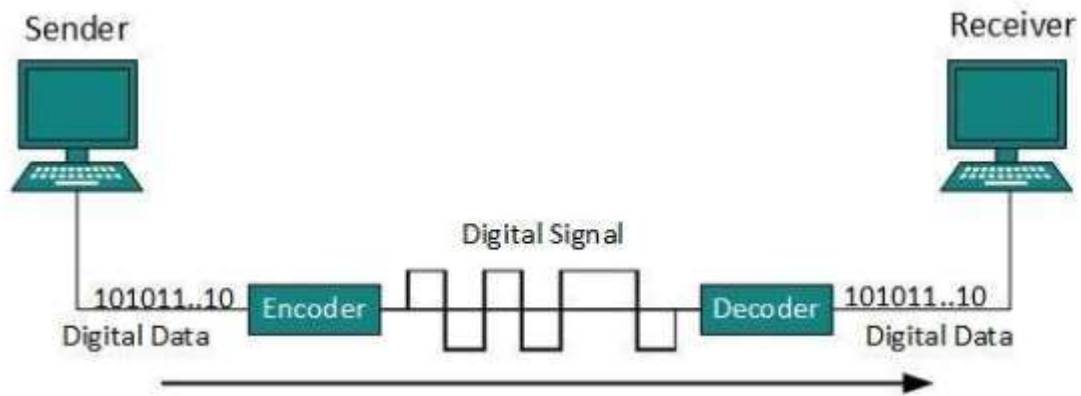 Sender
Receiver
Digital Signal
101011..10
Encoder
Decoder
101011..10
Digital Data
Digital Data